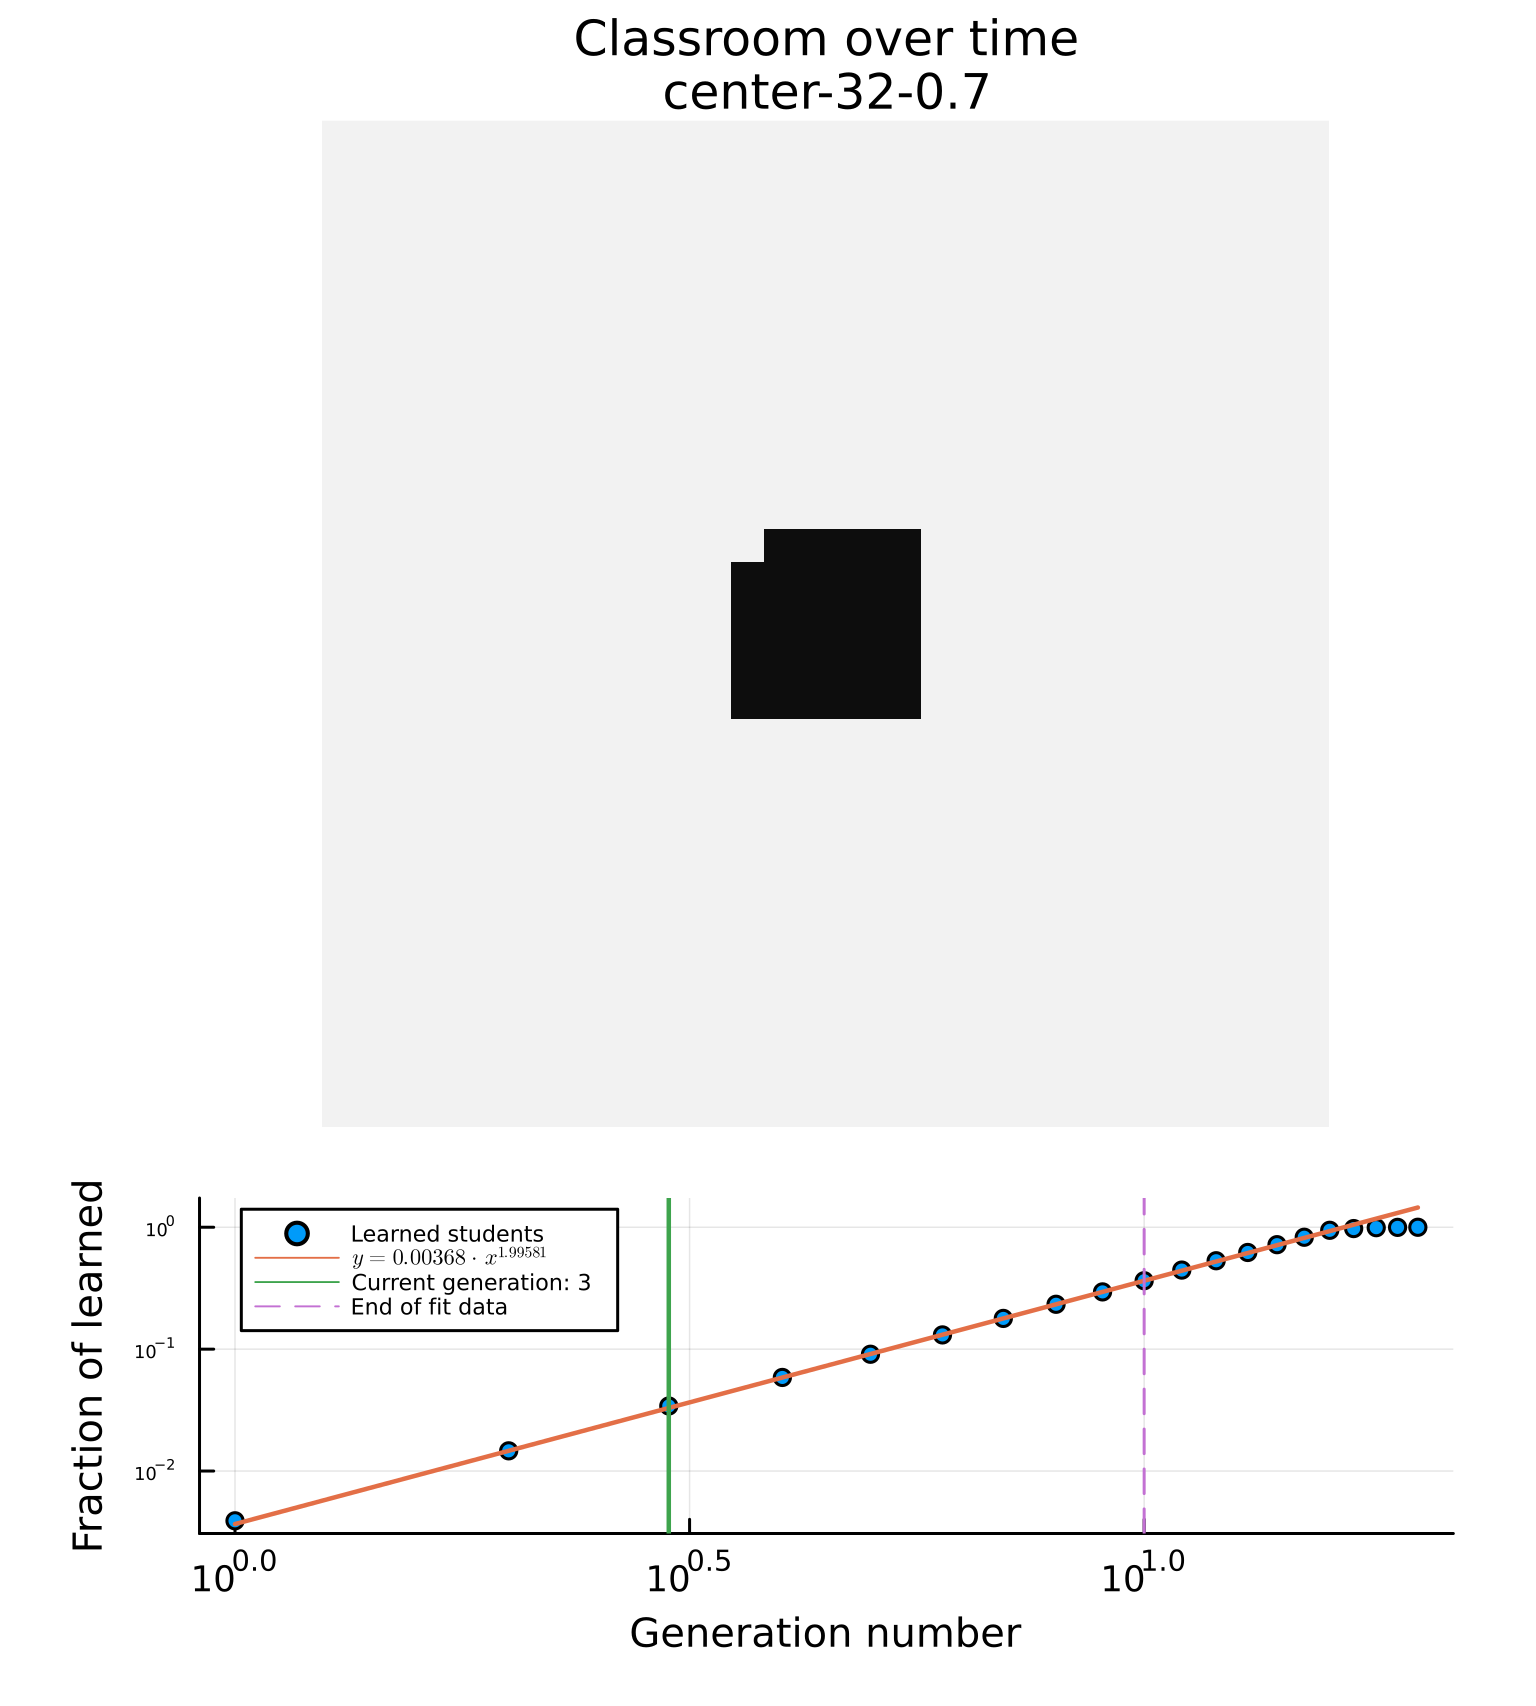 Classroom over time
center-32-0.7
Fraction of learned
10^0
10^-1
10^-2
Learned students
y = 0.00368 · x^1.99581
Current generation: 3
End of fit data
10^0.0
10^0.5
10^1.0
Generation number